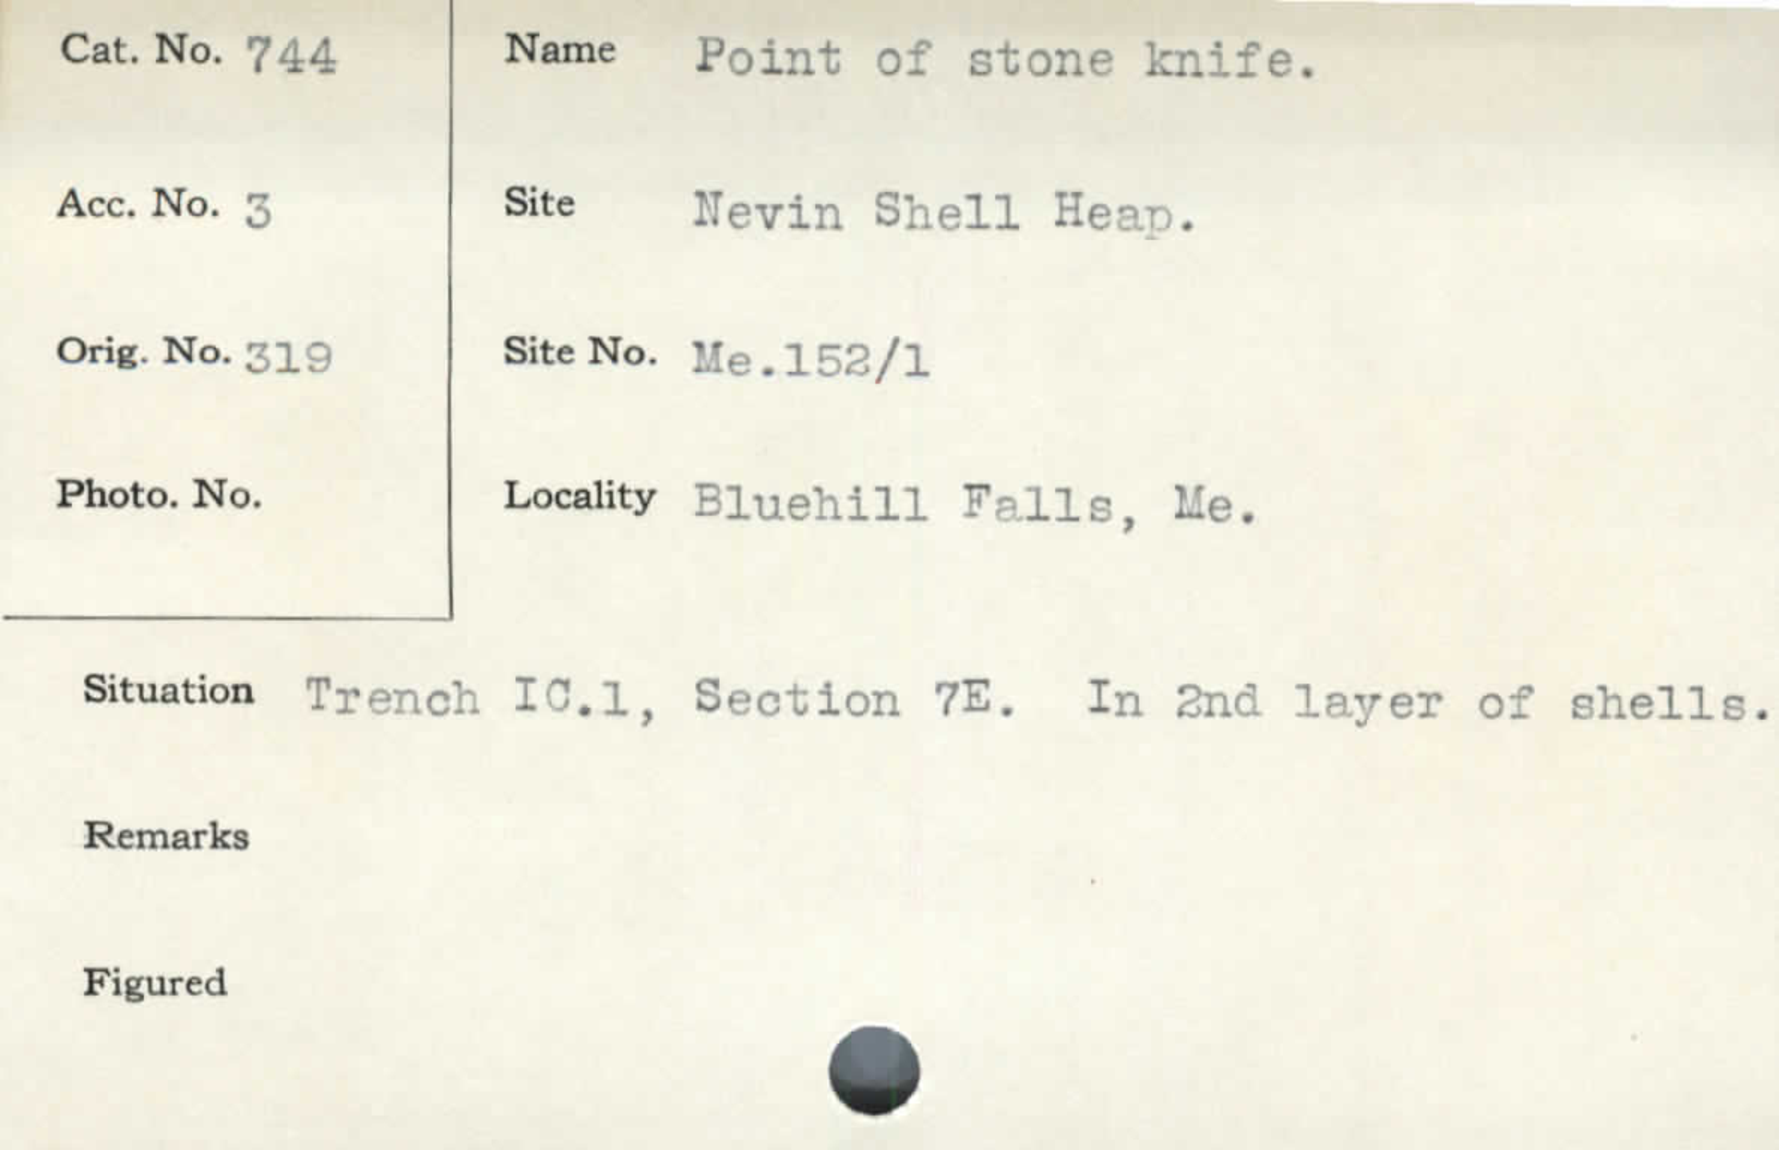 Cat. No. 744
Name Point of stone knife.
Acc. No. 3
Site Nevin Shell Heap.
Orig. No. 319
Site No. Me.152/1
Photo. No.
Locality Bluehill Falls, Me.
Situation Trench IC.1, Section 7E. In 2nd layer of shells.
Remarks
Figured